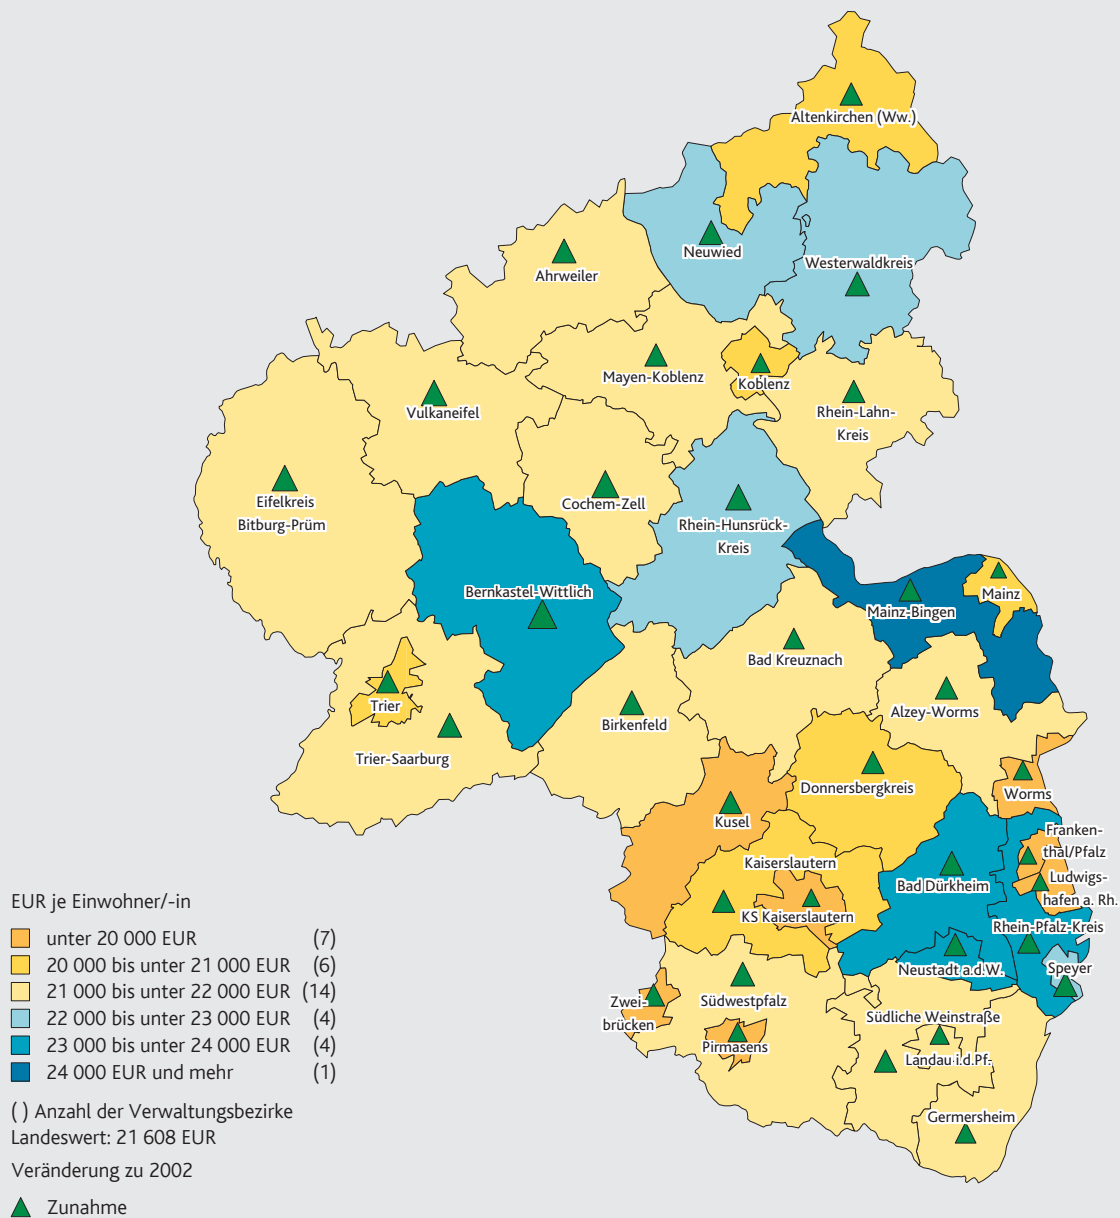 Altenkirchen (Ww.)
Neuwied
Westerwaldkreis
Ahrweiler
Mayen-Koblenz
Koblenz
Rhein-Lahn-
Kreis
Vulkaneifel
Eifelkreis
Bitburg-Prüm
Cochem-Zell
Rhein-Hunsrück-
Kreis
Bernkastel-Wittlich
Mainz-Bingen
Mainz
Bad Kreuznach
Alzey-Worms
Trier
Trier-Saarburg
Birkenfeld
Donnersbergkreis
Worms
Kusel
Kaiserslautern
KS Kaiserslautern
Bad Dürkheim
Franken-
thal/Pfalz
Ludwigs-
hafen a. Rh.
Rhein-Pfalz-Kreis
Neustadt a.d.W.
Speyer
Zwei-
brücken
Südwestpfalz
Pirmasens
Südliche Weinstraße
Landau i.d.Pf.
Germersheim
EUR je Einwohner/-in
unter 20 000 EUR (7)
20 000 bis unter 21 000 EUR (6)
21 000 bis unter 22 000 EUR (14)
22 000 bis unter 23 000 EUR (4)
23 000 bis unter 24 000 EUR (4)
24 000 EUR und mehr (1)
( ) Anzahl der Verwaltungsbezirke
Landeswert: 21 608 EUR
Veränderung zu 2002
Zunahme